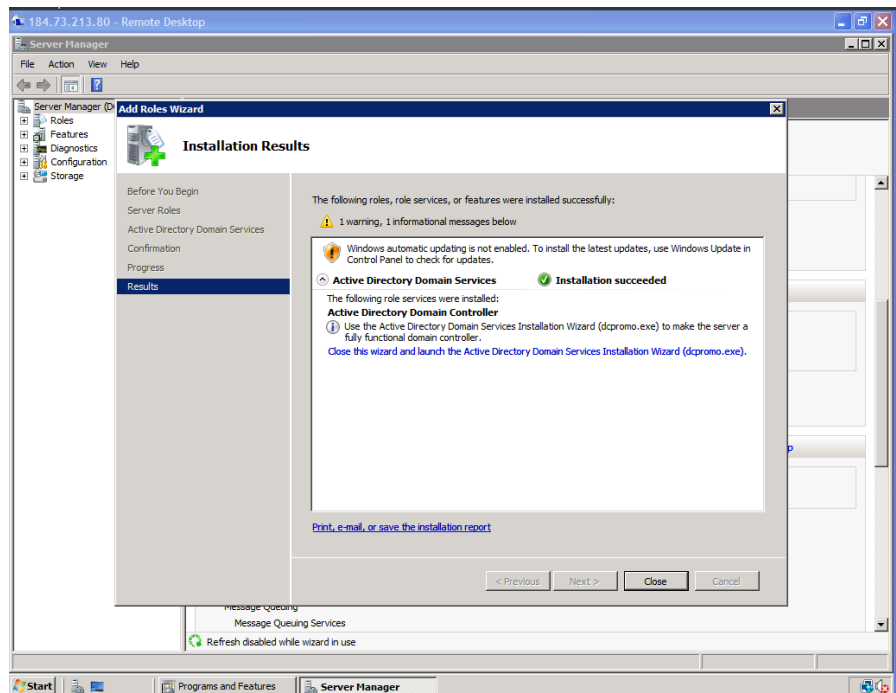 184.73.213.80 - Remote Desktop
Server Manager
File Action View Help
Server Manager (D
Roles
Features
Diagnostics
Configuration
Storage
Add Roles Wizard
Installation Results
Before You Begin
Server Roles
Active Directory Domain Services
Confirmation
Progress
Results
The following roles, role services, or features were installed successfully:
1 warning, 1 informational messages below
Windows automatic updating is not enabled. To install the latest updates, use Windows Update in
Control Panel to check for updates.
Active Directory Domain Services Installation succeeded
The following role services were installed:
Active Directory Domain Controller
Use the Active Directory Domain Services Installation Wizard (dcpromo.exe) to make the server a
fully functional domain controller.
Close this wizard and launch the Active Directory Domain Services Installation Wizard (dcpromo.exe).
Print, e-mail, or save the installation report
< Previous Next > Close Cancel
p
Message Queuing
Message Queuing Services
Refresh disabled while wizard in use
Start Programs and Features Server Manager